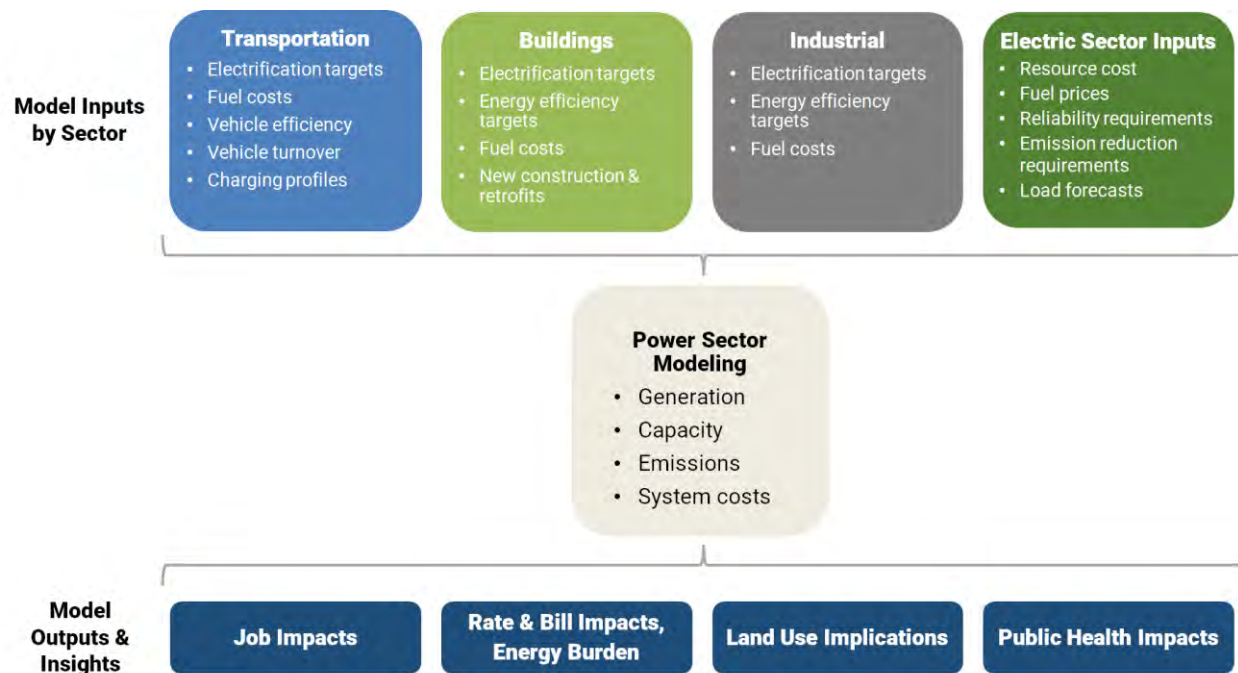 Model Inputs
by Sector
Transportation
• Electrification targets
• Fuel costs
• Vehicle efficiency
• Vehicle turnover
• Charging profiles
Buildings
• Electrification targets
• Energy efficiency
targets
• Fuel costs
• New construction &
retrofits
Industrial
• Electrification targets
• Energy efficiency
targets
• Fuel costs
Electric Sector Inputs
• Resource cost
• Fuel prices
• Reliability requirements
• Emission reduction
requirements
• Load forecasts
Power Sector
Modeling
• Generation
• Capacity
• Emissions
• System costs
Model
Outputs &
Insights
Job Impacts
Rate & Bill Impacts,
Energy Burden
Land Use Implications
Public Health Impacts